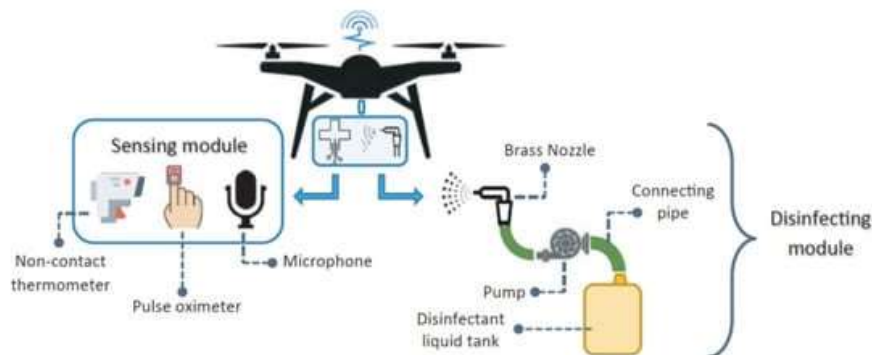 Sensing module
Non-contact
thermometer
Pulse oximeter
Microphone
Brass Nozzle
Connecting
pipe
Pump
Disinfectant
liquid tank
Disinfecting
module